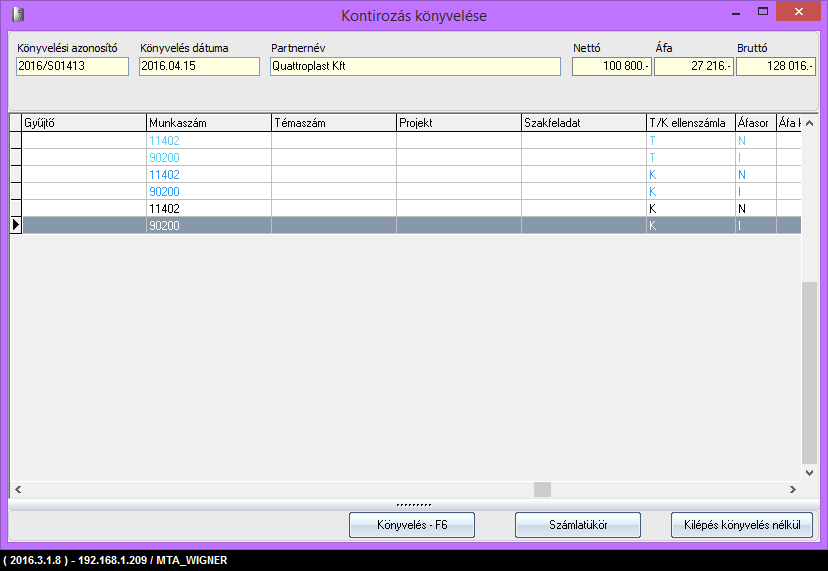 Kontirozás könyvelése
Könyvelési azonosító Könyvelés dátuma Partnernév Nettó Áfa Bruttó
2016/S01413 2016.04.15 Quattroplast Kft 100 800.- 27 216.- 128 016.-
Gyűjtő Munkaszám Témaszám Projekt Szakfeladat T/K ellenszámla Áfasor Áfa k
11402 T N
90200 T I
11402 K N
90200 K I
11402 K N
90200 K I
Könyvelés - F6 Számlatükör Kilépés könyvelés nélkül
( 2016.3.1.8 ) - 192.168.1.209 / MTA_WIGNER